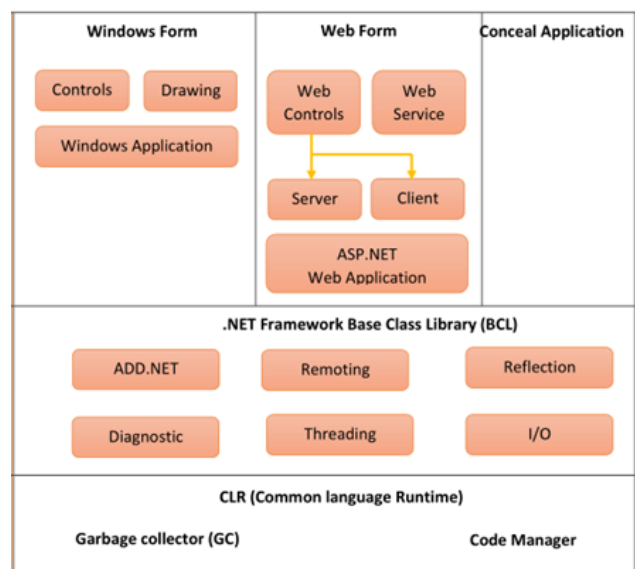 Windows Form
Web Form
Conceal Application
Controls
Drawing
Windows Application
Web
Controls
Web
Service
Server
Client
ASP.NET
Web Application
.NET Framework Base Class Library (BCL)
ADD.NET
Remoting
Reflection
Diagnostic
Threading
I/O
CLR (Common language Runtime)
Garbage collector (GC)
Code Manager